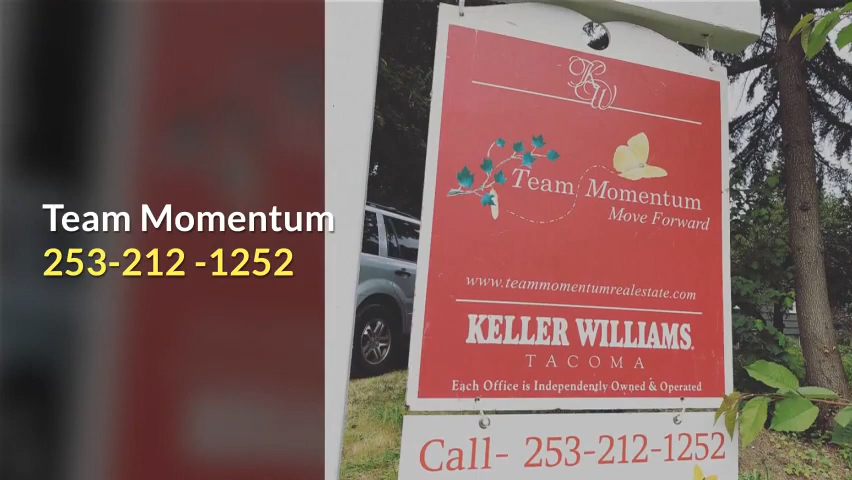 Team Momentum
253-212 -1252
KW
Team Momentum
Move Forward
www.teammomentumrealestate.com
KELLER WILLIAMS.
TACOMA
Each Office is Independently Owned & Operated
Call- 253-212-1252